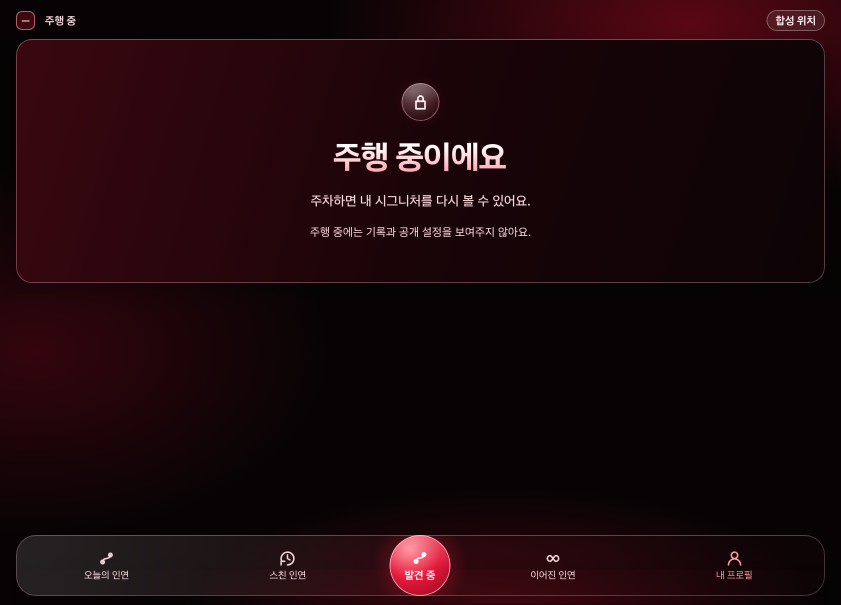 주행 중
합성 위치
주행 중이에요
주차하면 내 시그니처를 다시 볼 수 있어요.
주행 중에는 기록과 공개 설정을 보여주지 않아요.
오늘의 인연
스친 인연
발견 중
이어진 인연
내 프로필